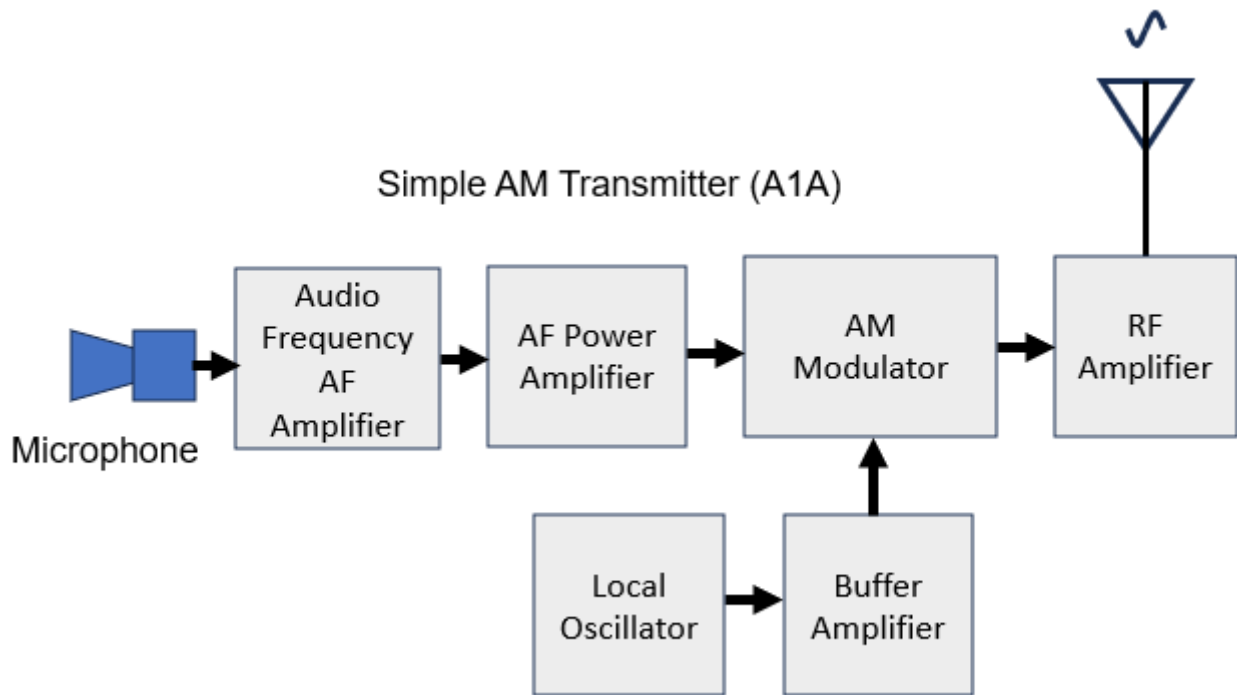 Simple AM Transmitter (A1A)
Microphone
Audio
Frequency
AF
Amplifier
AF Power
Amplifier
AM
Modulator
RF
Amplifier
Local
Oscillator
Buffer
Amplifier